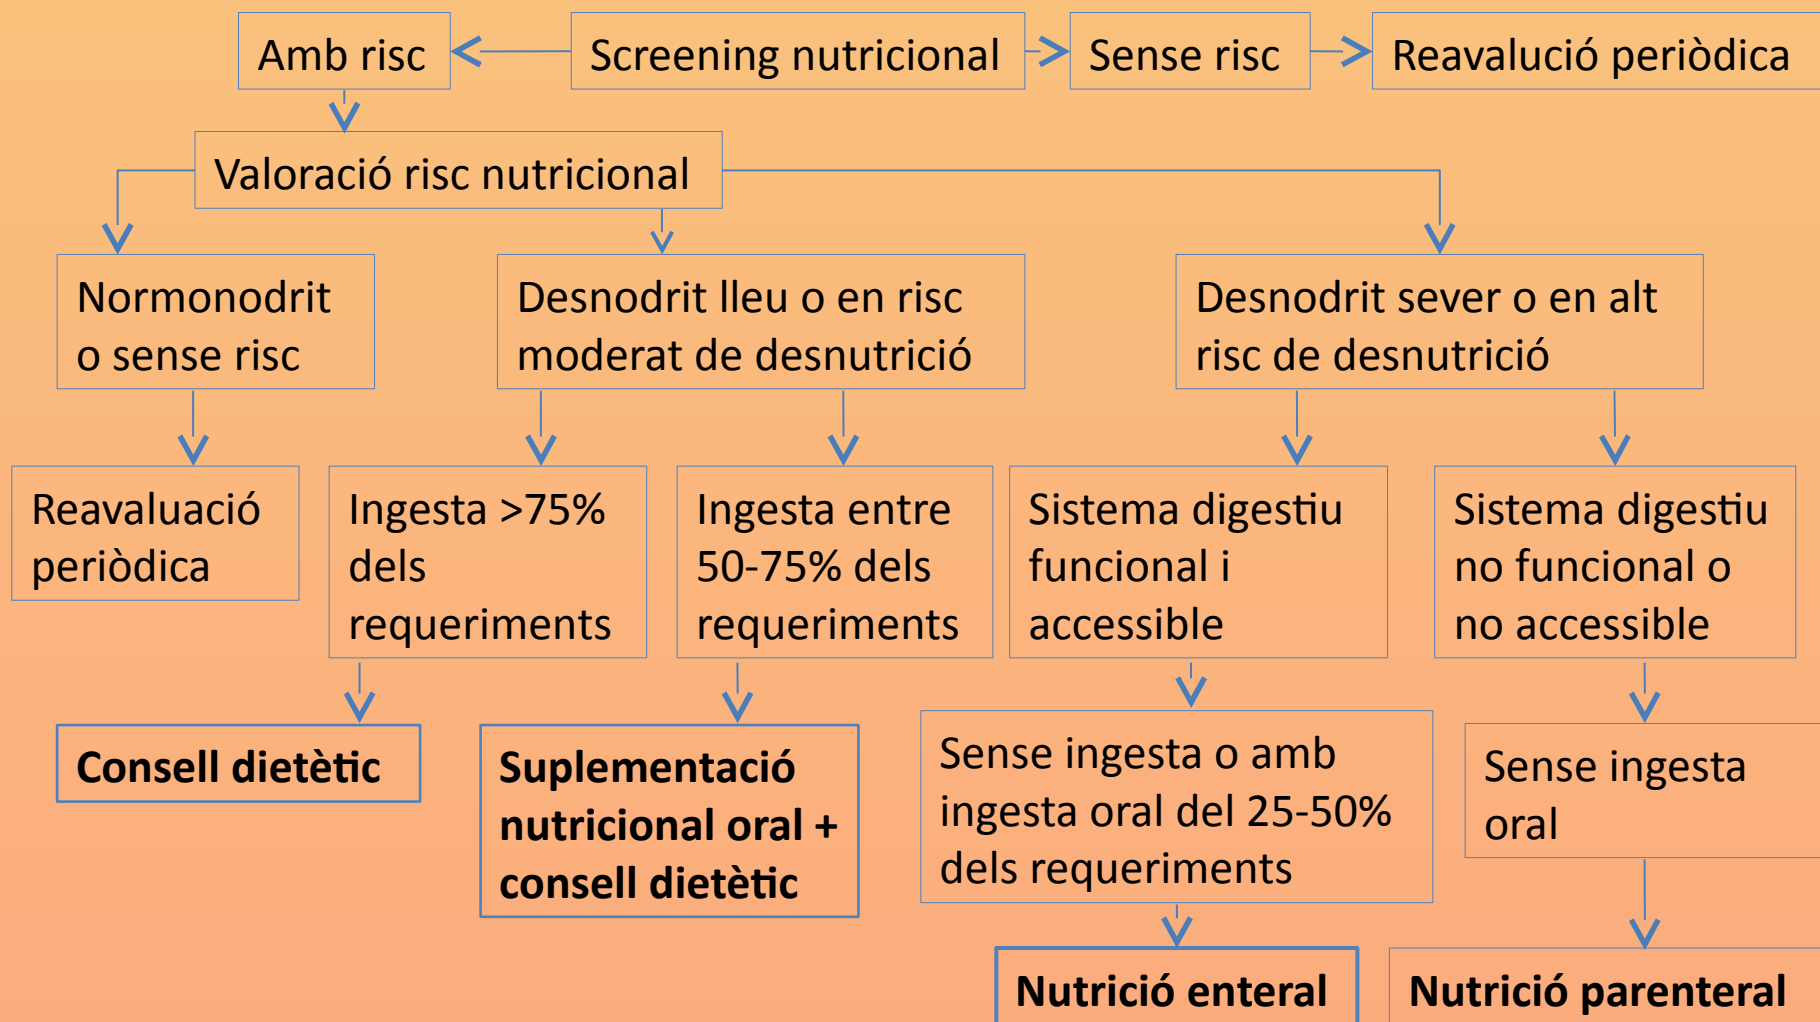 Amb risc
Screening nutricional
Sense risc
Reavalució periòdica
Valoració risc nutricional
Normonodrit
o sense risc
Desnodrit lleu o en risc
moderat de desnutrició
Desnodrit sever o en alt
risc de desnutrició
Reavaluació
periòdica
Ingesta >75%
dels
requeriments
Ingesta entre
50-75% dels
requeriments
Sistema digestiu
funcional i
accessible
Sistema digestiu
no funcional o
no accessible
Consell dietètic
Suplementació
nutricional oral +
consell dietètic
Sense ingesta o amb
ingesta oral del 25-50%
dels requeriments
Sense ingesta
oral
Nutrició enteral
Nutrició parenteral